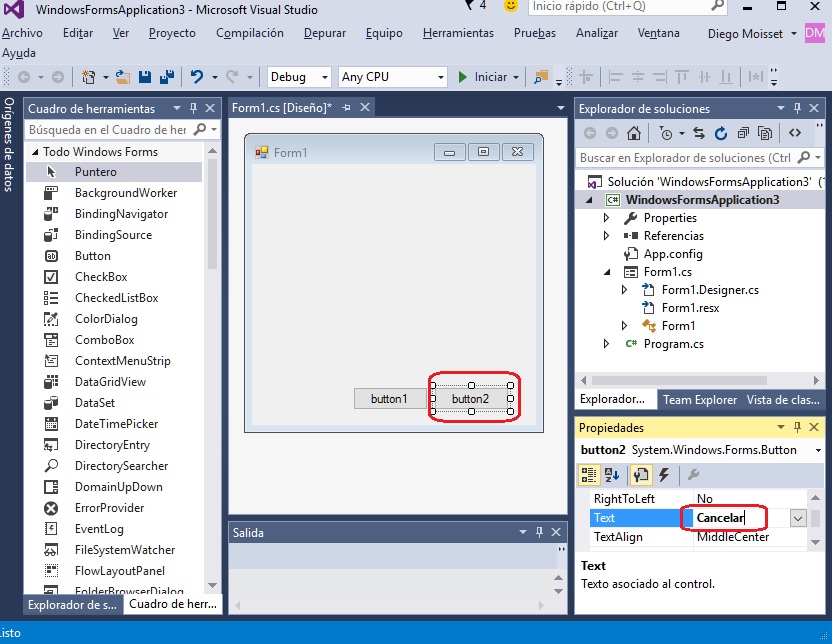 WindowsFormsApplication3 - Microsoft Visual Studio
4
Inicio rápido (Ctrl+Q)
Archivo Editar Ver Proyecto Compilación Depurar Equipo Herramientas Pruebas Analizar Ventana Diego Moisset DM
Ayuda
Debug Any CPU Iniciar
Orígenes de datos
Cuadro de herramientas
Búsqueda en el Cuadro de her
Todo Windows Forms
Puntero
BackgroundWorker
BindingNavigator
BindingSource
Button
CheckBox
CheckedListBox
ColorDialog
ComboBox
ContextMenuStrip
DataGridView
DataSet
DateTimePicker
DirectoryEntry
DirectorySearcher
DomainUpDown
ErrorProvider
EventLog
FileSystemWatcher
FlowLayoutPanel
FolderBrowserDialog
Explorador de s... Cuadro de herr...
Form1.cs [Diseño]*
Form1
button1 button2
Salida
Explorador de soluciones
Buscar en Explorador de soluciones (Ctrl
Solución 'WindowsFormsApplication3' (1
WindowsFormsApplication3
Properties
Referencias
App.config
Form1.cs
Form1.Designer.cs
Form1.resx
Form1
Program.cs
Explorador... Team Explorer Vista de clas...
Propiedades
button2 System.Windows.Forms.Button
RightToLeft No
Text Cancelar
TextAlign MiddleCenter
Text
Texto asociado al control.
Listo